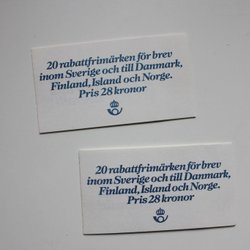 20 rabattfrimärken för brev
inom Sverige och till Danmark,
Finland, Island och Norge.
Pris 28 kronor
20 rabattfrimärken för brev
inom Sverige och till Danmark,
Finland, Island och Norge.
Pris 28 kronor